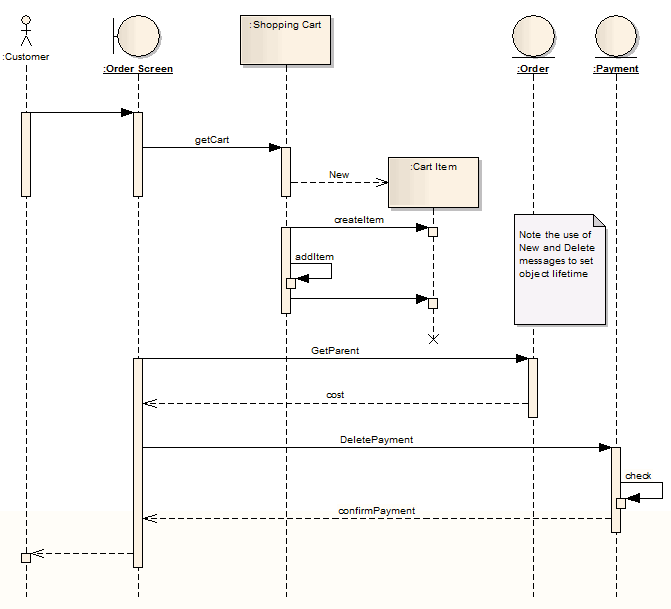 :Customer
:Order Screen
:Shopping Cart
:Order
:Payment
getCart
New
:Cart Item
createItem
addItem
Note the use of
New and Delete
messages to set
object lifetime
GetParent
cost
DeletePayment
check
confirmPayment